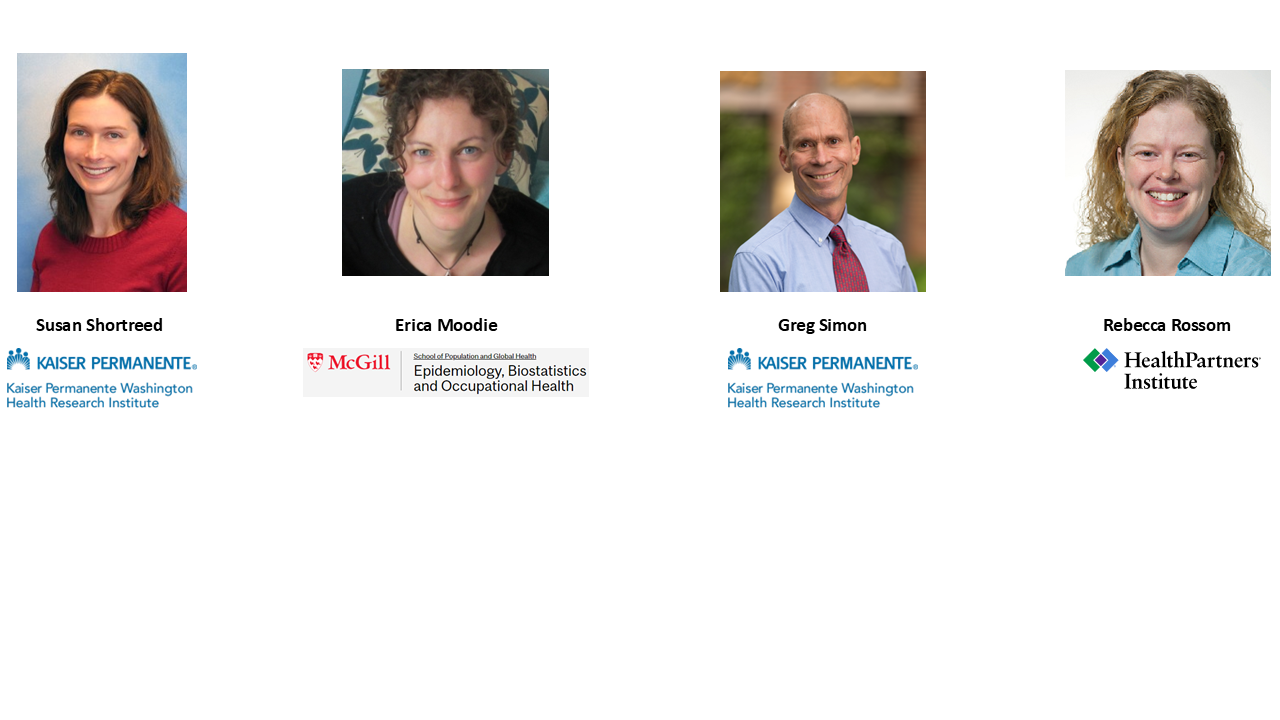 Susan Shortreed
KAISER PERMANENTE®
Kaiser Permanente Washington
Health Research Institute
Erica Moodie
McGill
School of Population and Global Health
Epidemiology, Biostatistics
and Occupational Health
Greg Simon
KAISER PERMANENTE®
Kaiser Permanente Washington
Health Research Institute
Rebecca Rossom
HealthPartners
Institute